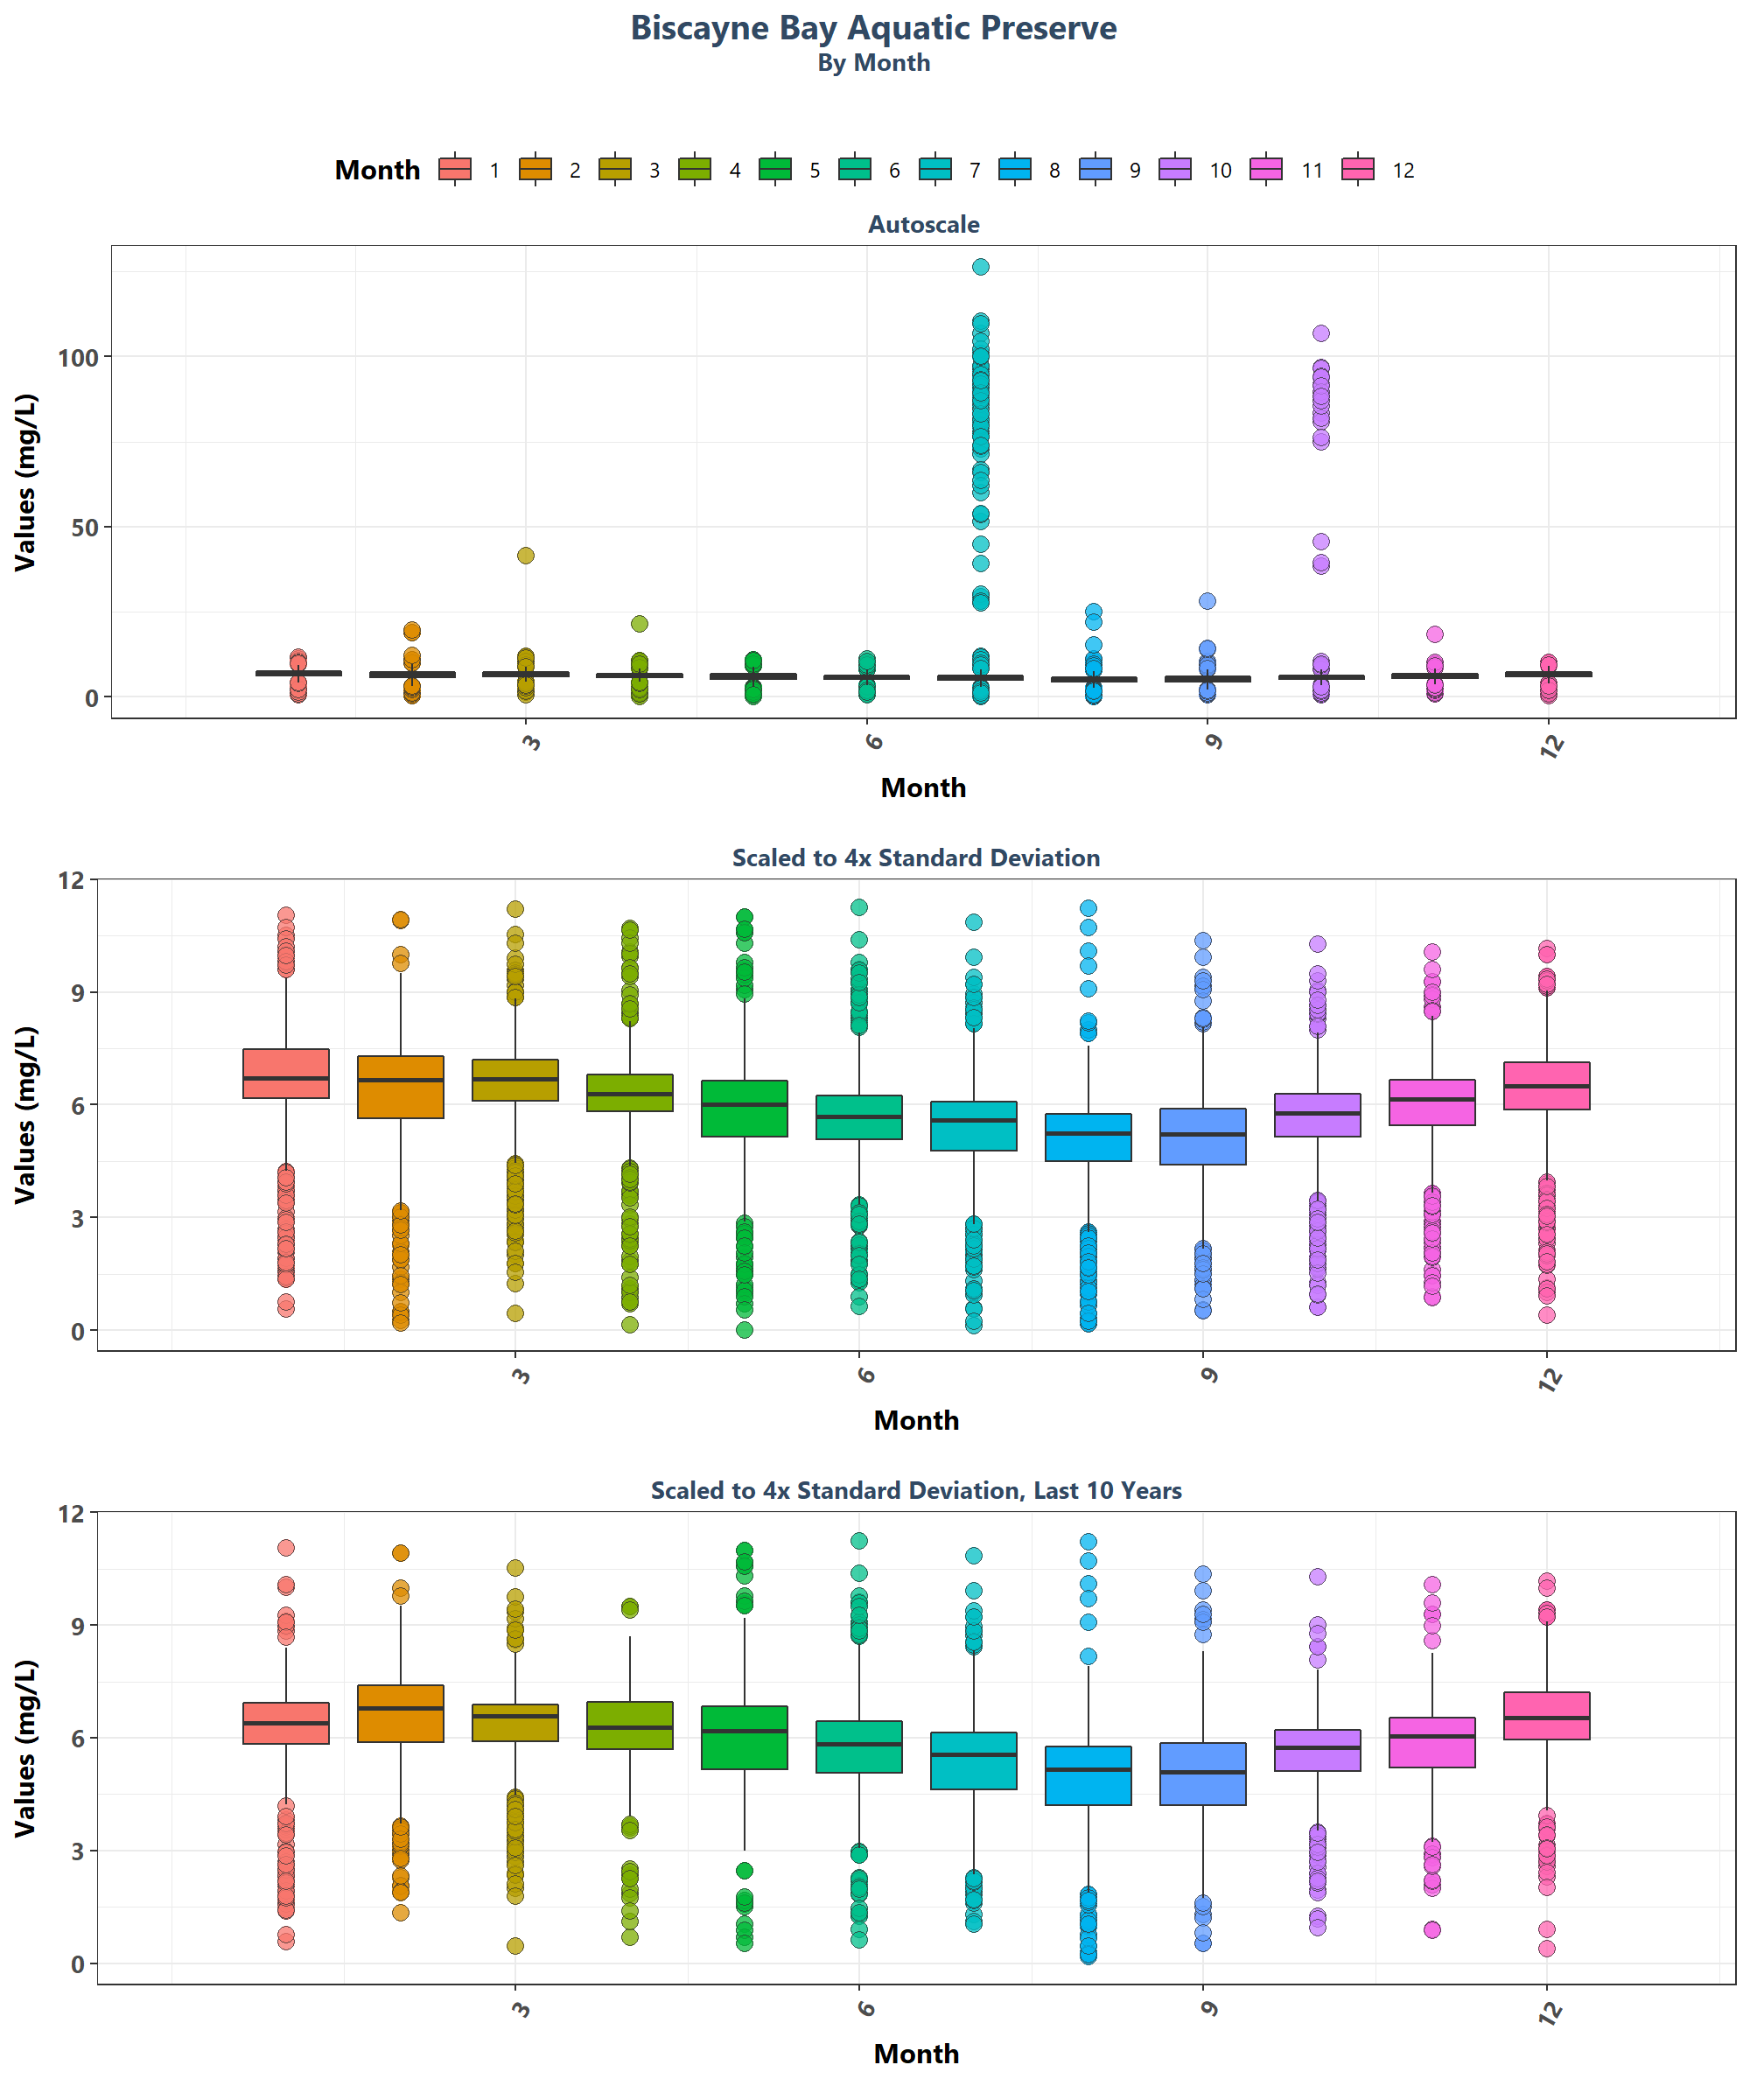 Biscayne Bay Aquatic Preserve
By Month
Month 1 2 3 4 5 6 7 8 9 10 11 12
Autoscale
Values (mg/L)
100
50
0
3 6 9 12
Month
Scaled to 4x Standard Deviation
Values (mg/L)
12
9
6
3
0
3 6 9 12
Month
Scaled to 4x Standard Deviation, Last 10 Years
Values (mg/L)
12
9
6
3
0
3 6 9 12
Month